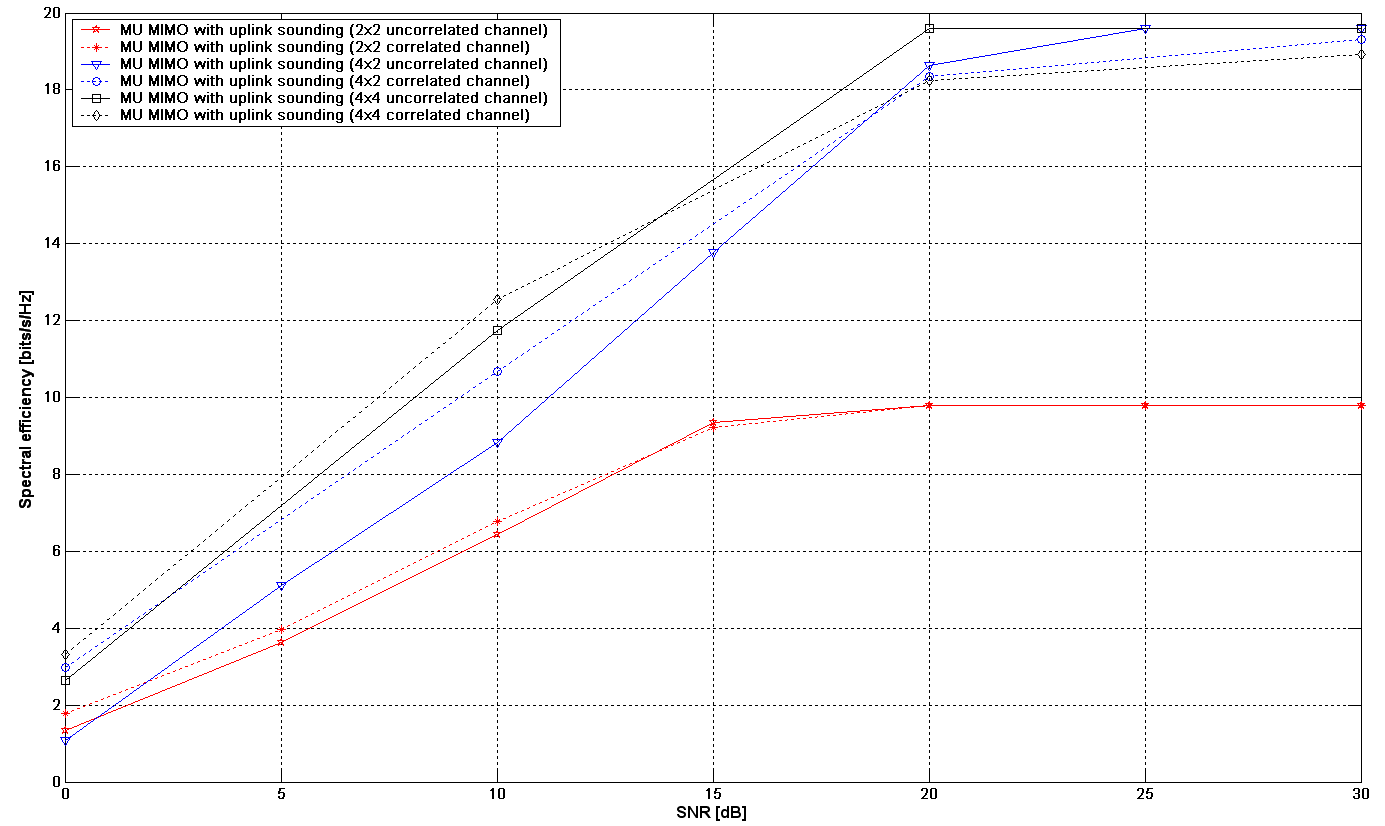 20
18
16
14
12
10
8
6
4
2
0
Spectral efficiency [bits/s/Hz]
MU MIMO with uplink sounding (2x2 uncorrelated channel)
MU MIMO with uplink sounding (2x2 correlated channel)
MU MIMO with uplink sounding (4x2 uncorrelated channel)
MU MIMO with uplink sounding (4x2 correlated channel)
MU MIMO with uplink sounding (4x4 uncorrelated channel)
MU MIMO with uplink sounding (4x4 correlated channel)
0 5 10 15 20 25 30
SNR [dB]